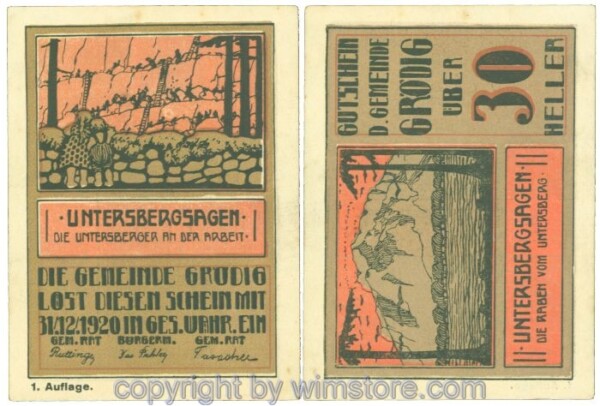 UNTERSBERGSAGEN
DIE UNTERSBERGER AN DER ARBEIT
DIE GEMEINDE GRÖDIG
LÖST DIESEN SCHEIN MIT
31.12.1920 IN GES. WÄHR. EIN
GEM. RAT BÜRGERM. GEM. RAT
1. Auflage.
GUTSCHEIN
D. GEMEINDE
GRÖDIG
ÜBER
30
HELLER
UNTERSBERGSAGEN
DIE RABEN VOM UNTERSBERG
copyright by wimstore.com